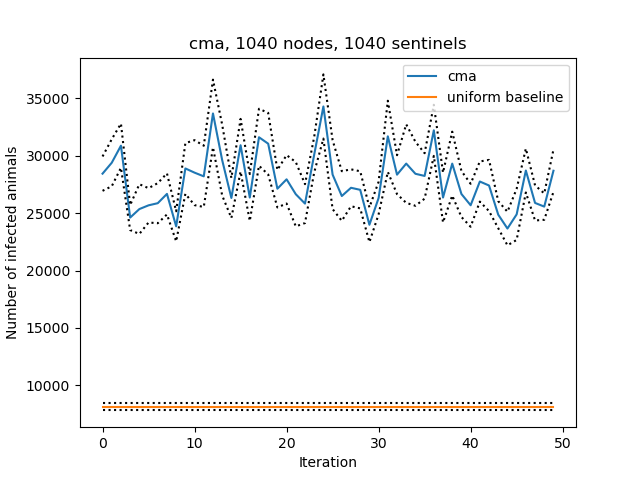 cma, 1040 nodes, 1040 sentinels
cma
uniform baseline
Number of infected animals
35000
30000
25000
20000
15000
10000
0
10
20
30
40
50
Iteration